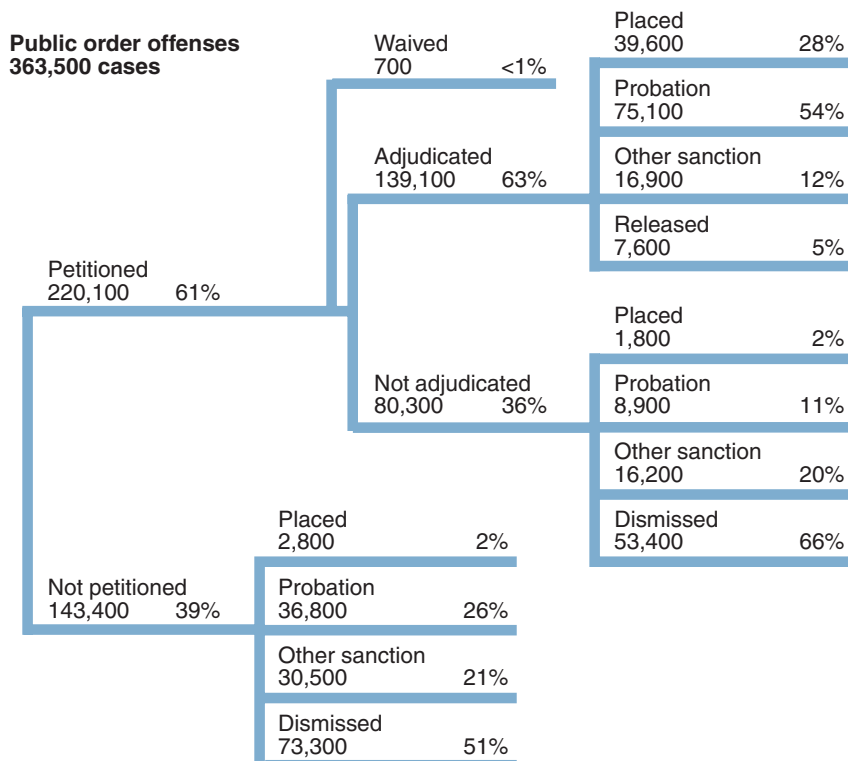 Public order offenses
363,500 cases
Petitioned
220,100 61%
Waived
700 <1%
Adjudicated
139,100 63%
Placed
39,600 28%
Probation
75,100 54%
Other sanction
16,900 12%
Released
7,600 5%
Not adjudicated
80,300 36%
Placed
1,800 2%
Probation
8,900 11%
Other sanction
16,200 20%
Dismissed
53,400 66%
Not petitioned
143,400 39%
Placed
2,800 2%
Probation
36,800 26%
Other sanction
30,500 21%
Dismissed
73,300 51%